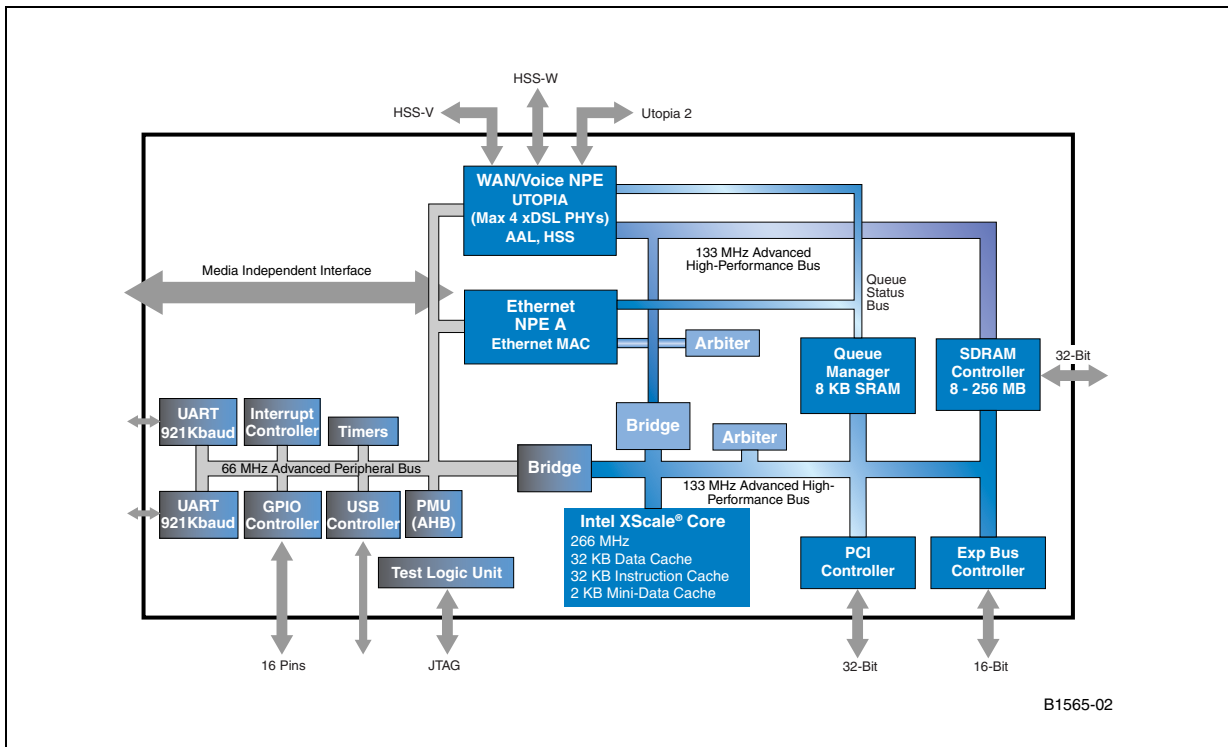 HSS-W
HSS-V
Utopia 2
WAN/Voice NPE
UTOPIA
(Max 4 xDSL PHYs)
AAL, HSS
133 MHz Advanced
High-Performance Bus
Queue
Status
Bus
Media Independent Interface
Ethernet
NPE A
Ethernet MAC
Arbiter
Queue
Manager
8 KB SRAM
SDRAM
Controller
8 - 256 MB
32-Bit
UART
921Kbaud
Interrupt
Controller
Timers
Bridge
Arbiter
66 MHz Advanced Peripheral Bus
Bridge
133 MHz Advanced High-
Performance Bus
UART
921Kbaud
GPIO
Controller
USB
Controller
PMU
(AHB)
Intel XScale® Core
266 MHz
32 KB Data Cache
32 KB Instruction Cache
2 KB Mini-Data Cache
PCI
Controller
Exp Bus
Controller
Test Logic Unit
16 Pins
JTAG
32-Bit
16-Bit
B1565-02